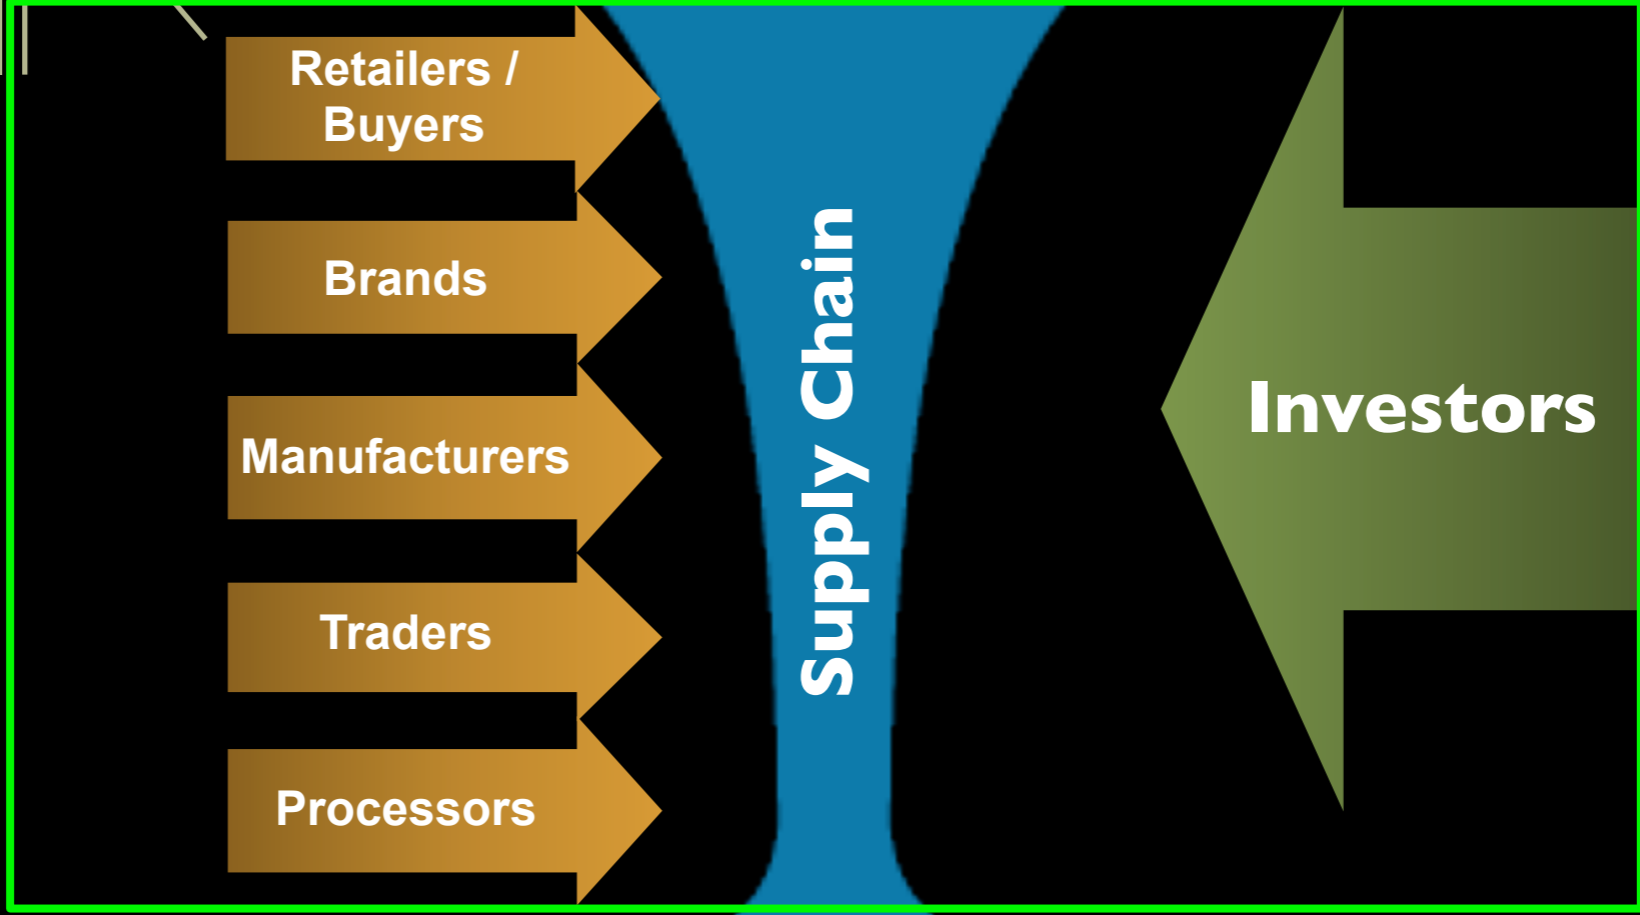 Retailers /
Buyers
Brands
Manufacturers
Traders
Processors
Supply Chain
Investors